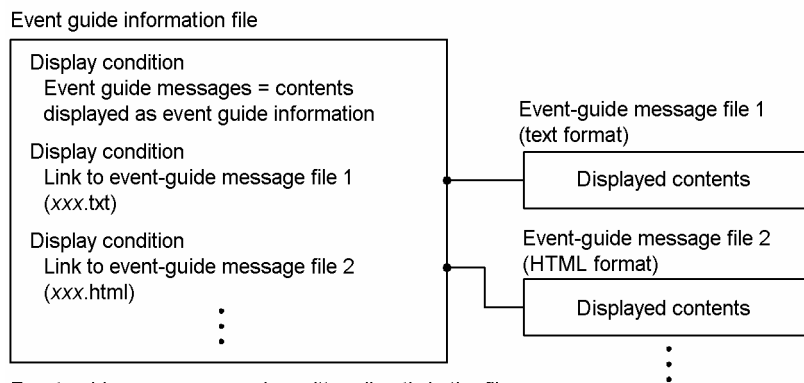 Event guide information file
Display condition
Event guide messages = contents
displayed as event guide information
Display condition
Link to event-guide message file 1
(xxx.txt)
Display condition
Link to event-guide message file 2
(xxx.html)
Event-guide message file 1
(text format)
Displayed contents
Event-guide message file 2
(HTML format)
Displayed contents